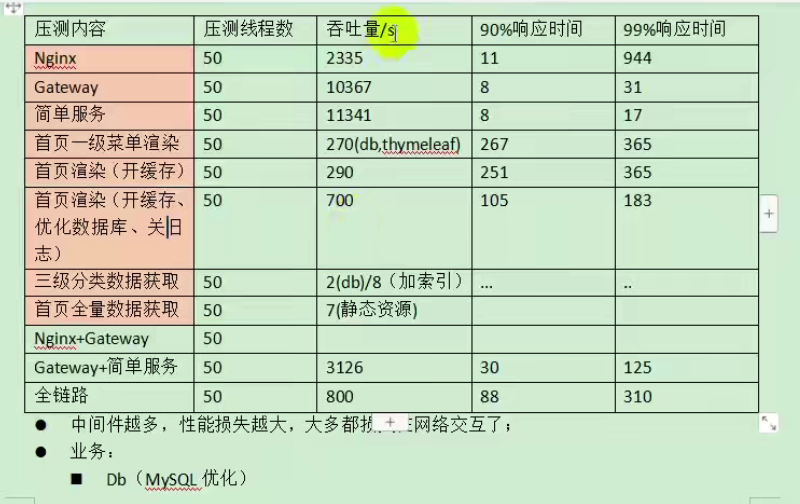 压测内容 压测线程数 吞吐量/s 90%响应时间 99%响应时间
Nginx 50 2335 11 944
Gateway 50 10367 8 31
简单服务 50 11341 8 17
首页一级菜单渲染 50 270(db,thymeleaf) 267 365
首页渲染（开缓存） 50 290 251 365
首页渲染（开缓存、 50 700 105 183
优化数据库、关日
志）
三级分类数据获取 50 2(db)/8（加索引） ... ..
首页全量数据获取 50 7(静态资源)
Nginx+Gateway 50
Gateway+简单服务 50 3126 30 125
全链路 50 800 88 310
● 中间件越多，性能损失越大，大多都损 网络交互了；
● 业务：
■ Db（MySQL 优化）